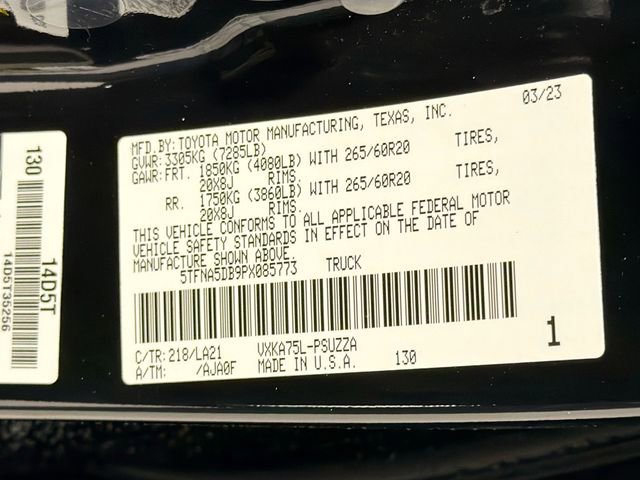 130
14D5T
14D5T35256
03/23
MFD.BY:TOYOTA MOTOR MANUFACTURING, TEXAS, INC.
GVWR:3305KG (7285LB)
GAWR:FRT. 1850KG (4080LB) WITH 265/60R20 TIRES,
20X8J RIMS.
RR. 1750KG (3860LB) WITH 265/60R20 TIRES,
20X8J RIMS.
THIS VEHICLE CONFORMS TO ALL APPLICABLE FEDERAL MOTOR
VEHICLE SAFETY STANDARDS IN EFFECT ON THE DATE OF
MANUFACTURE SHOWN ABOVE.
5TFNA5DB9PX085773 TRUCK
C/TR:218/LA21 VXKA75L-PSUZZA
A/TM: /AJA0F MADE IN U.S.A. 130
1